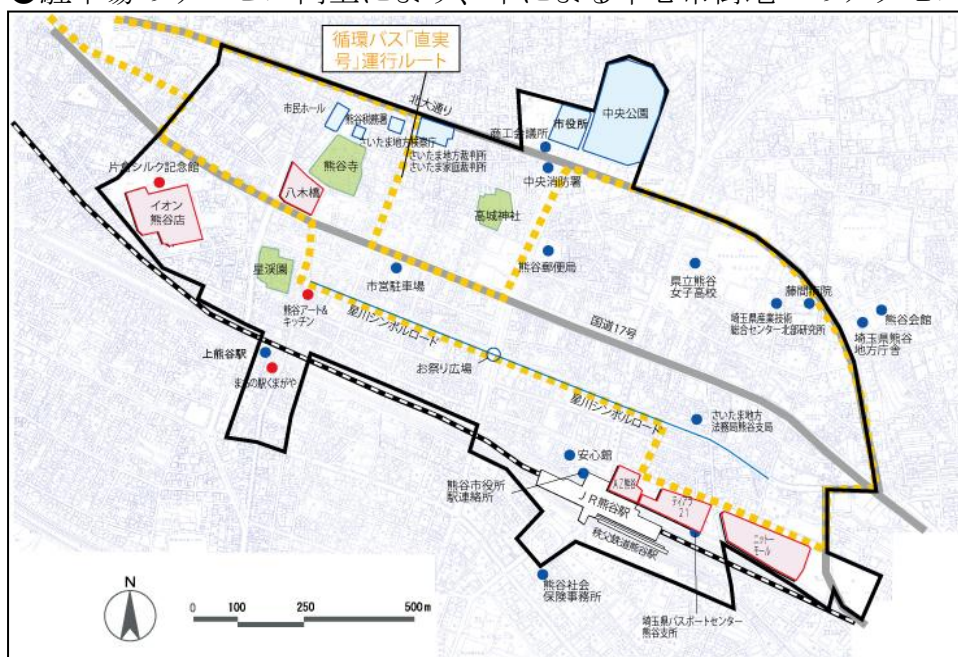 循環バス「直実
号」運行ルート
北大通り
市民ホール
熊谷税務署
さいたま地方検察庁
さいたま地方裁判所
さいたま家庭裁判所
商工会議所
市役所
中央公園
中央消防署
片倉シルク記念館
イオン
熊谷店
八木橋
熊谷寺
高城神社
星渓園
市営駐車場
熊谷郵便局
県立熊谷
女子高校
藤間病院
埼玉県産業技術
総合センター北部研究所
熊谷会館
埼玉県熊谷
地方庁舎
熊谷アート&
キッチン
星川シンボルロード
国道17号
お祭り広場
上熊谷駅
まちの駅くまがや
星川シンボルロード
さいたま地方
法務局熊谷支局
安心館
熊谷市役所
駅連絡所
JR熊谷駅
秩父鉄道熊谷駅
ティアラ
21
ニットー
モール
熊谷社会
保険事務所
埼玉県パスポートセンター
熊谷支所
N
0 100 250 500m